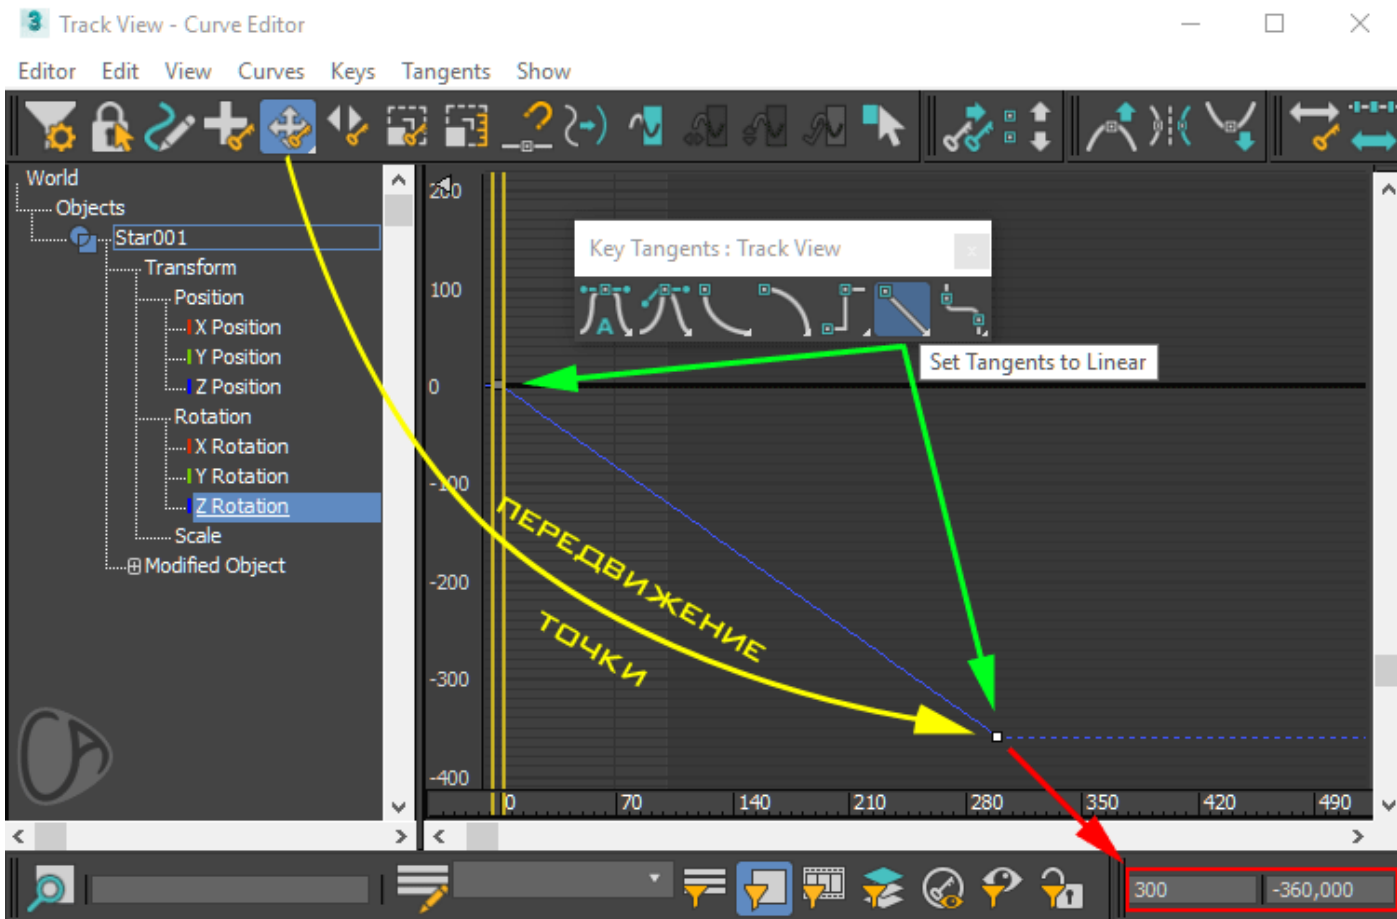 Track View - Curve Editor
Editor Edit View Curves Keys Tangents Show
World
Objects
Star001
Transform
Position
X Position
Y Position
Z Position
Rotation
X Rotation
Y Rotation
Z Rotation
Scale
Modified Object
200
100
0
-100
-200
-300
-400
Key Tangents : Track View
x
A
Set Tangents to Linear
ПЕРЕДВИЖЕНИЕ
ТОЧКИ
0 70 140 210 280 350 420 490
300 -360,000